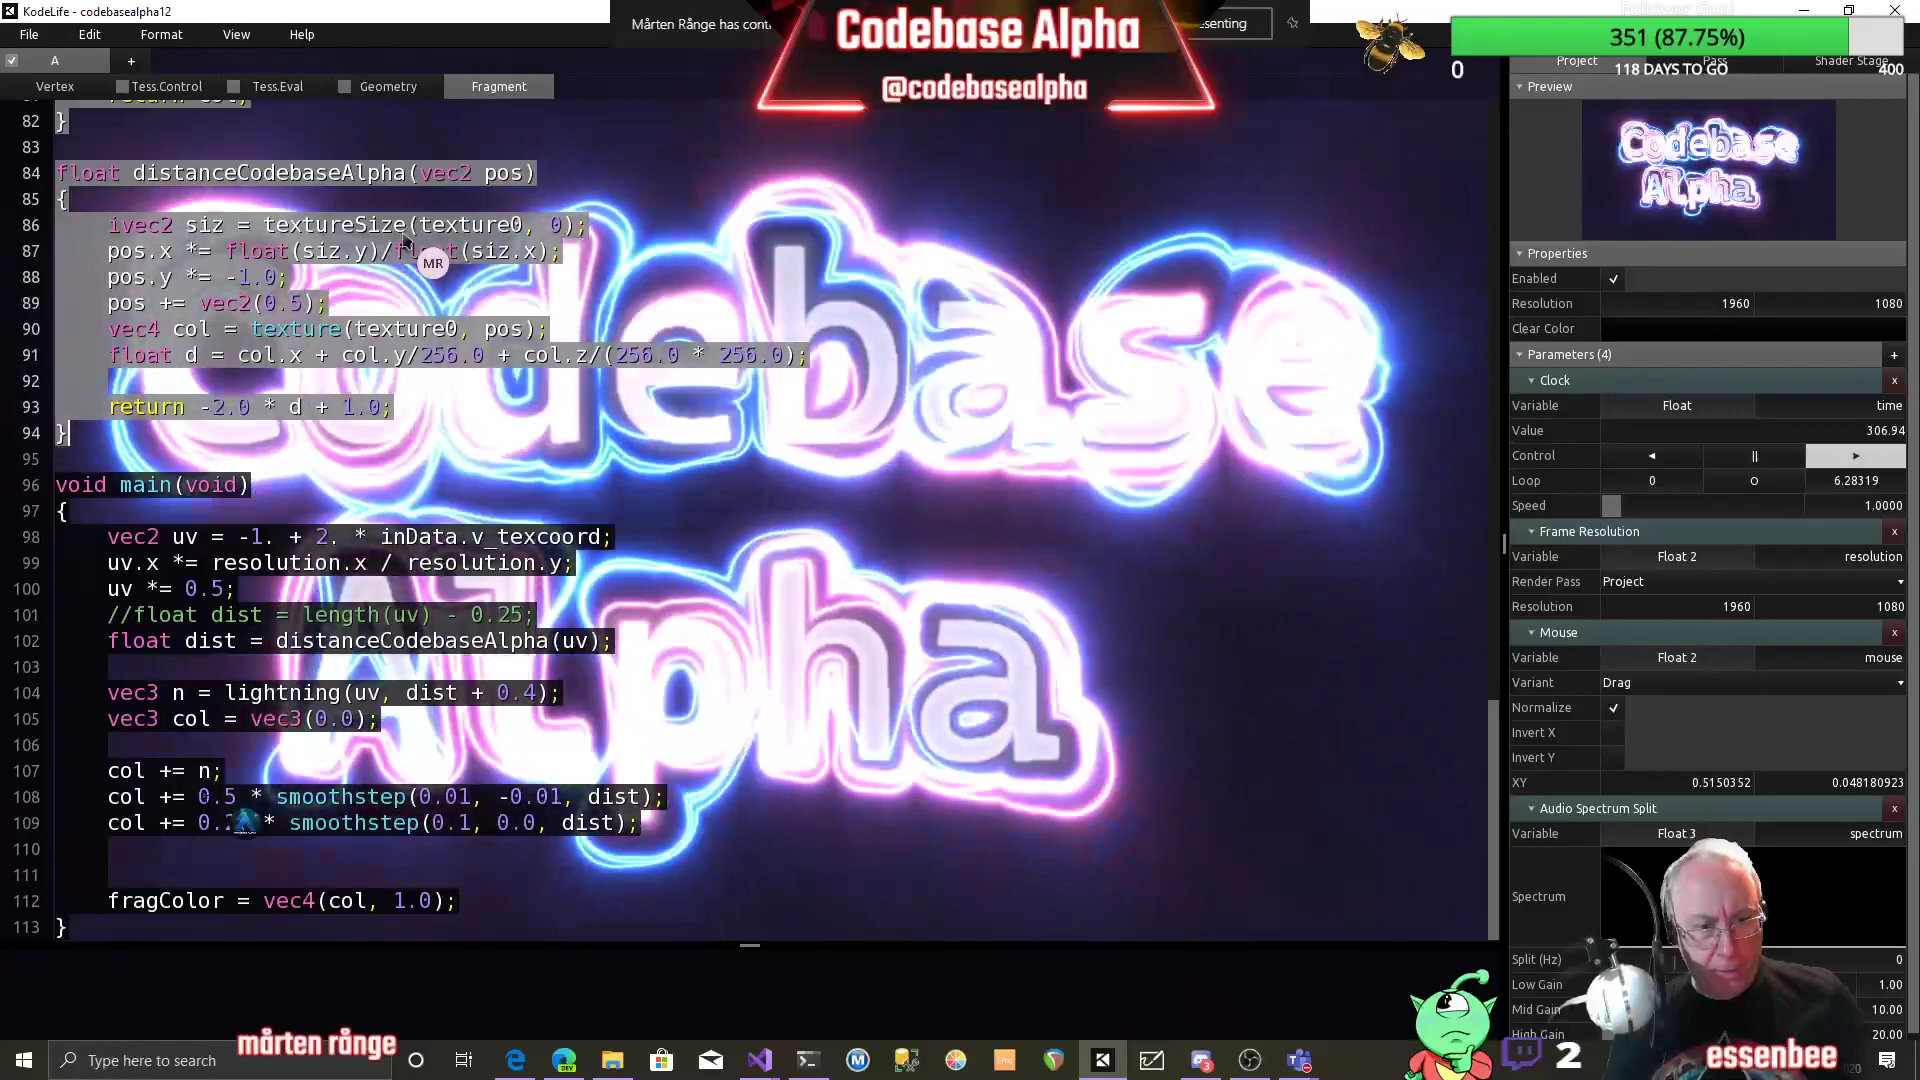 KodeLife - codebasealpha12
File Edit Format View Help
A +
Vertex Tess.Control Tess.Eval Geometry Fragment
Mårten Rånge has cont
Codebase Alpha
@codebasealpha
esenting
351 (87.75%)
0
118 DAYS TO GO
400
82 }
83
84 float distanceCodebaseAlpha(vec2 pos)
85 {
86 ivec2 siz = textureSize(texture0, 0);
87 pos.x *= float(siz.y)/float(siz.x);
MR
88 pos.y *= -1.0;
89 pos += vec2(0.5);
90 vec4 col = texture(texture0, pos);
91 float d = col.x + col.y/256.0 + col.z/(256.0 * 256.0);
92
93 return -2.0 * d + 1.0;
94 }
95
96 void main(void)
97 {
98 vec2 uv = -1. + 2. * inData.v_texcoord;
99 uv.x *= resolution.x / resolution.y;
100 uv *= 0.5;
101 //float dist = length(uv) - 0.25;
102 float dist = distanceCodebaseAlpha(uv);
103
104 vec3 n = lightning(uv, dist + 0.4);
105 vec3 col = vec3(0.0);
106
107 col += n;
108 col += 0.5 * smoothstep(0.01, -0.01, dist);
109 col += * smoothstep(0.1, 0.0, dist);
110
111
112 fragColor = vec4(col, 1.0);
113 }
Codebase
Alpha
Project Pass Shader Stage
Preview
Codebase
Alpha
Properties
Enabled
Resolution 1960 1080
Clear Color
Parameters (4) +
Clock x
Variable Float time
Value 306.94
Control
Loop 0 O 6.28319
Speed 1.0000
Frame Resolution x
Variable Float 2 resolution
Render Pass Project
Resolution 1960 1080
Mouse x
Variable Float 2 mouse
Variant Drag
Normalize
Invert X
Invert Y
XY 0.5150352 0.048180923
Audio Spectrum Split x
Variable Float 3 spectrum
Spectrum
Split (Hz) 0
Low Gain 1.00
Mid Gain 10.00
High Gain 20.00
Type here to search
mårten rånge
2
essenbee